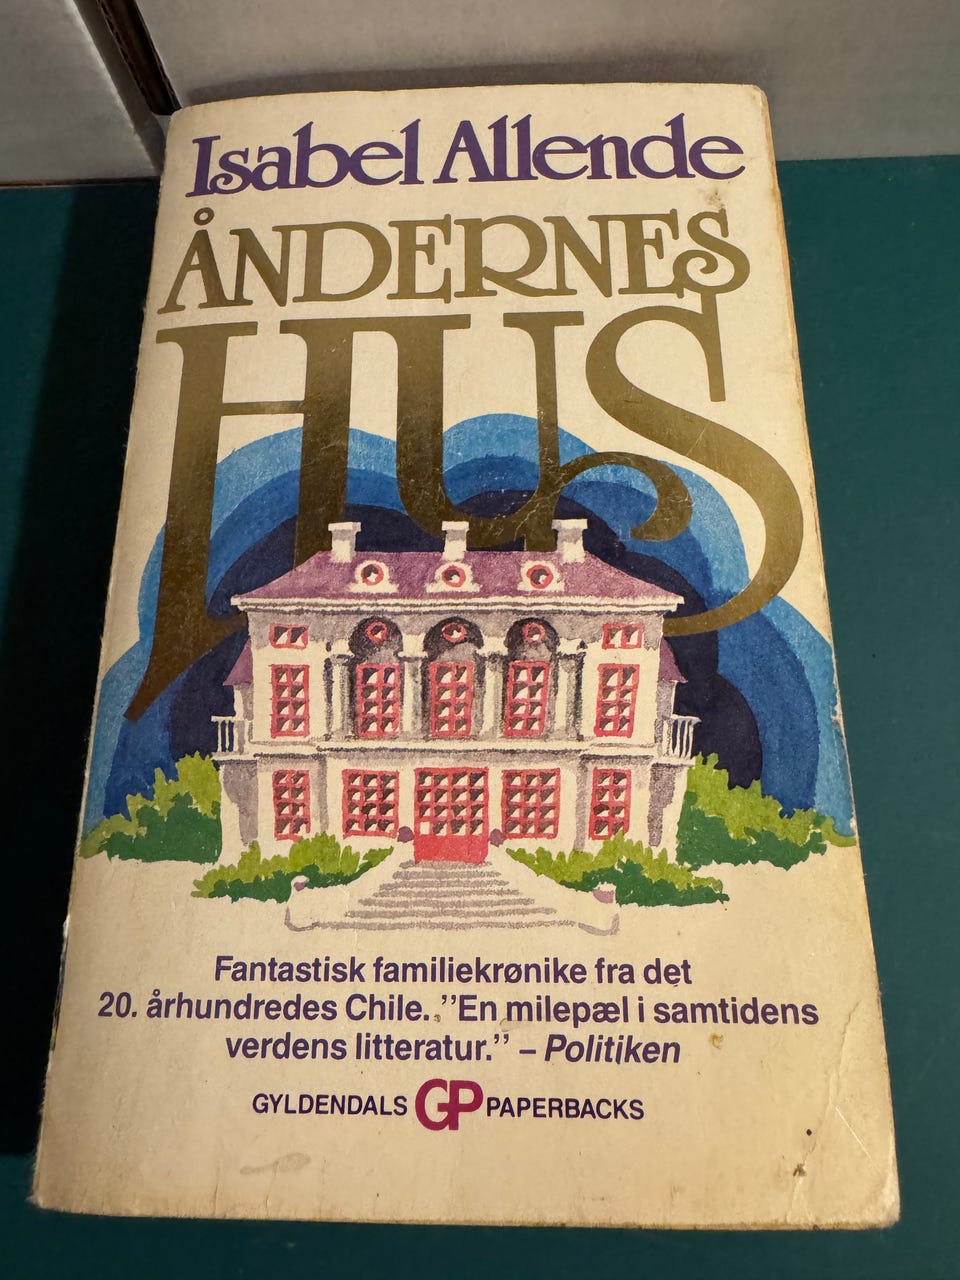 Isabel Allende
ÅNDERNES
HUS
Fantastisk familiekrønike fra det
20. århundredes Chile. ”En milepæl i samtidens
verdens litteratur.” – Politiken
GYLDENDALS GP PAPERBACKS